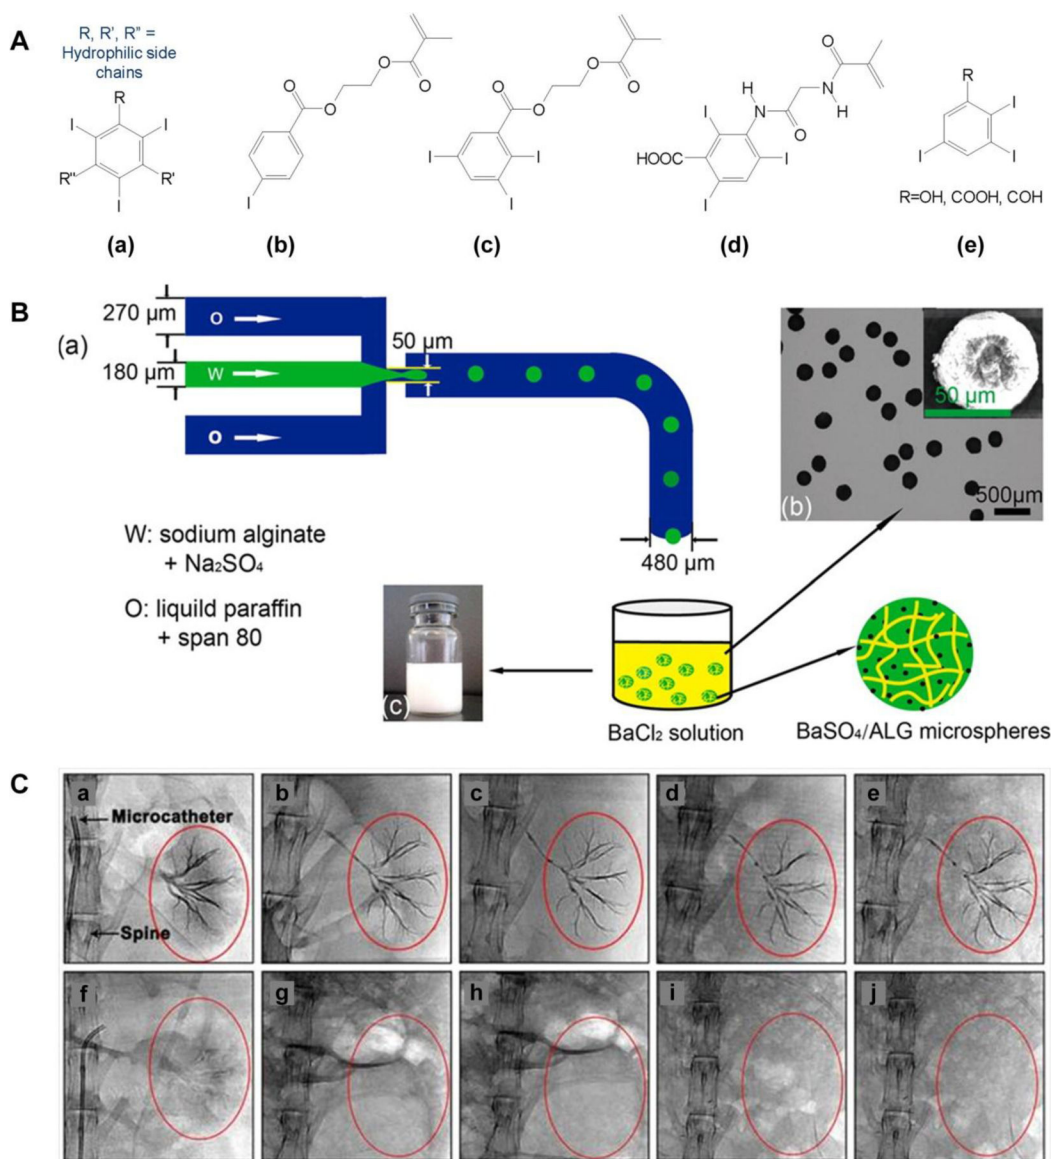 A
R, R', R'' =
Hydrophilic side
chains
R
I
I
R''
R'
I
(a)
O
O
O
O
I
(b)
O
O
O
O
I
I
I
(c)
O
N
H
H
N
O
I
HOOC
I
I
(d)
R
I
I
I
R=OH, COOH, COH
(e)
B
(a)
270 µm
O
180 µm
W
O
50 µm
480 µm
W: sodium alginate
+ Na₂SO₄
O: liquild paraffin
+ span 80
50 µm
500µm
(b)
(c)
BaCl₂ solution
BaSO₄/ALG microspheres
C
a
Microcatheter
Spine
b
c
d
e
f
g
h
i
j